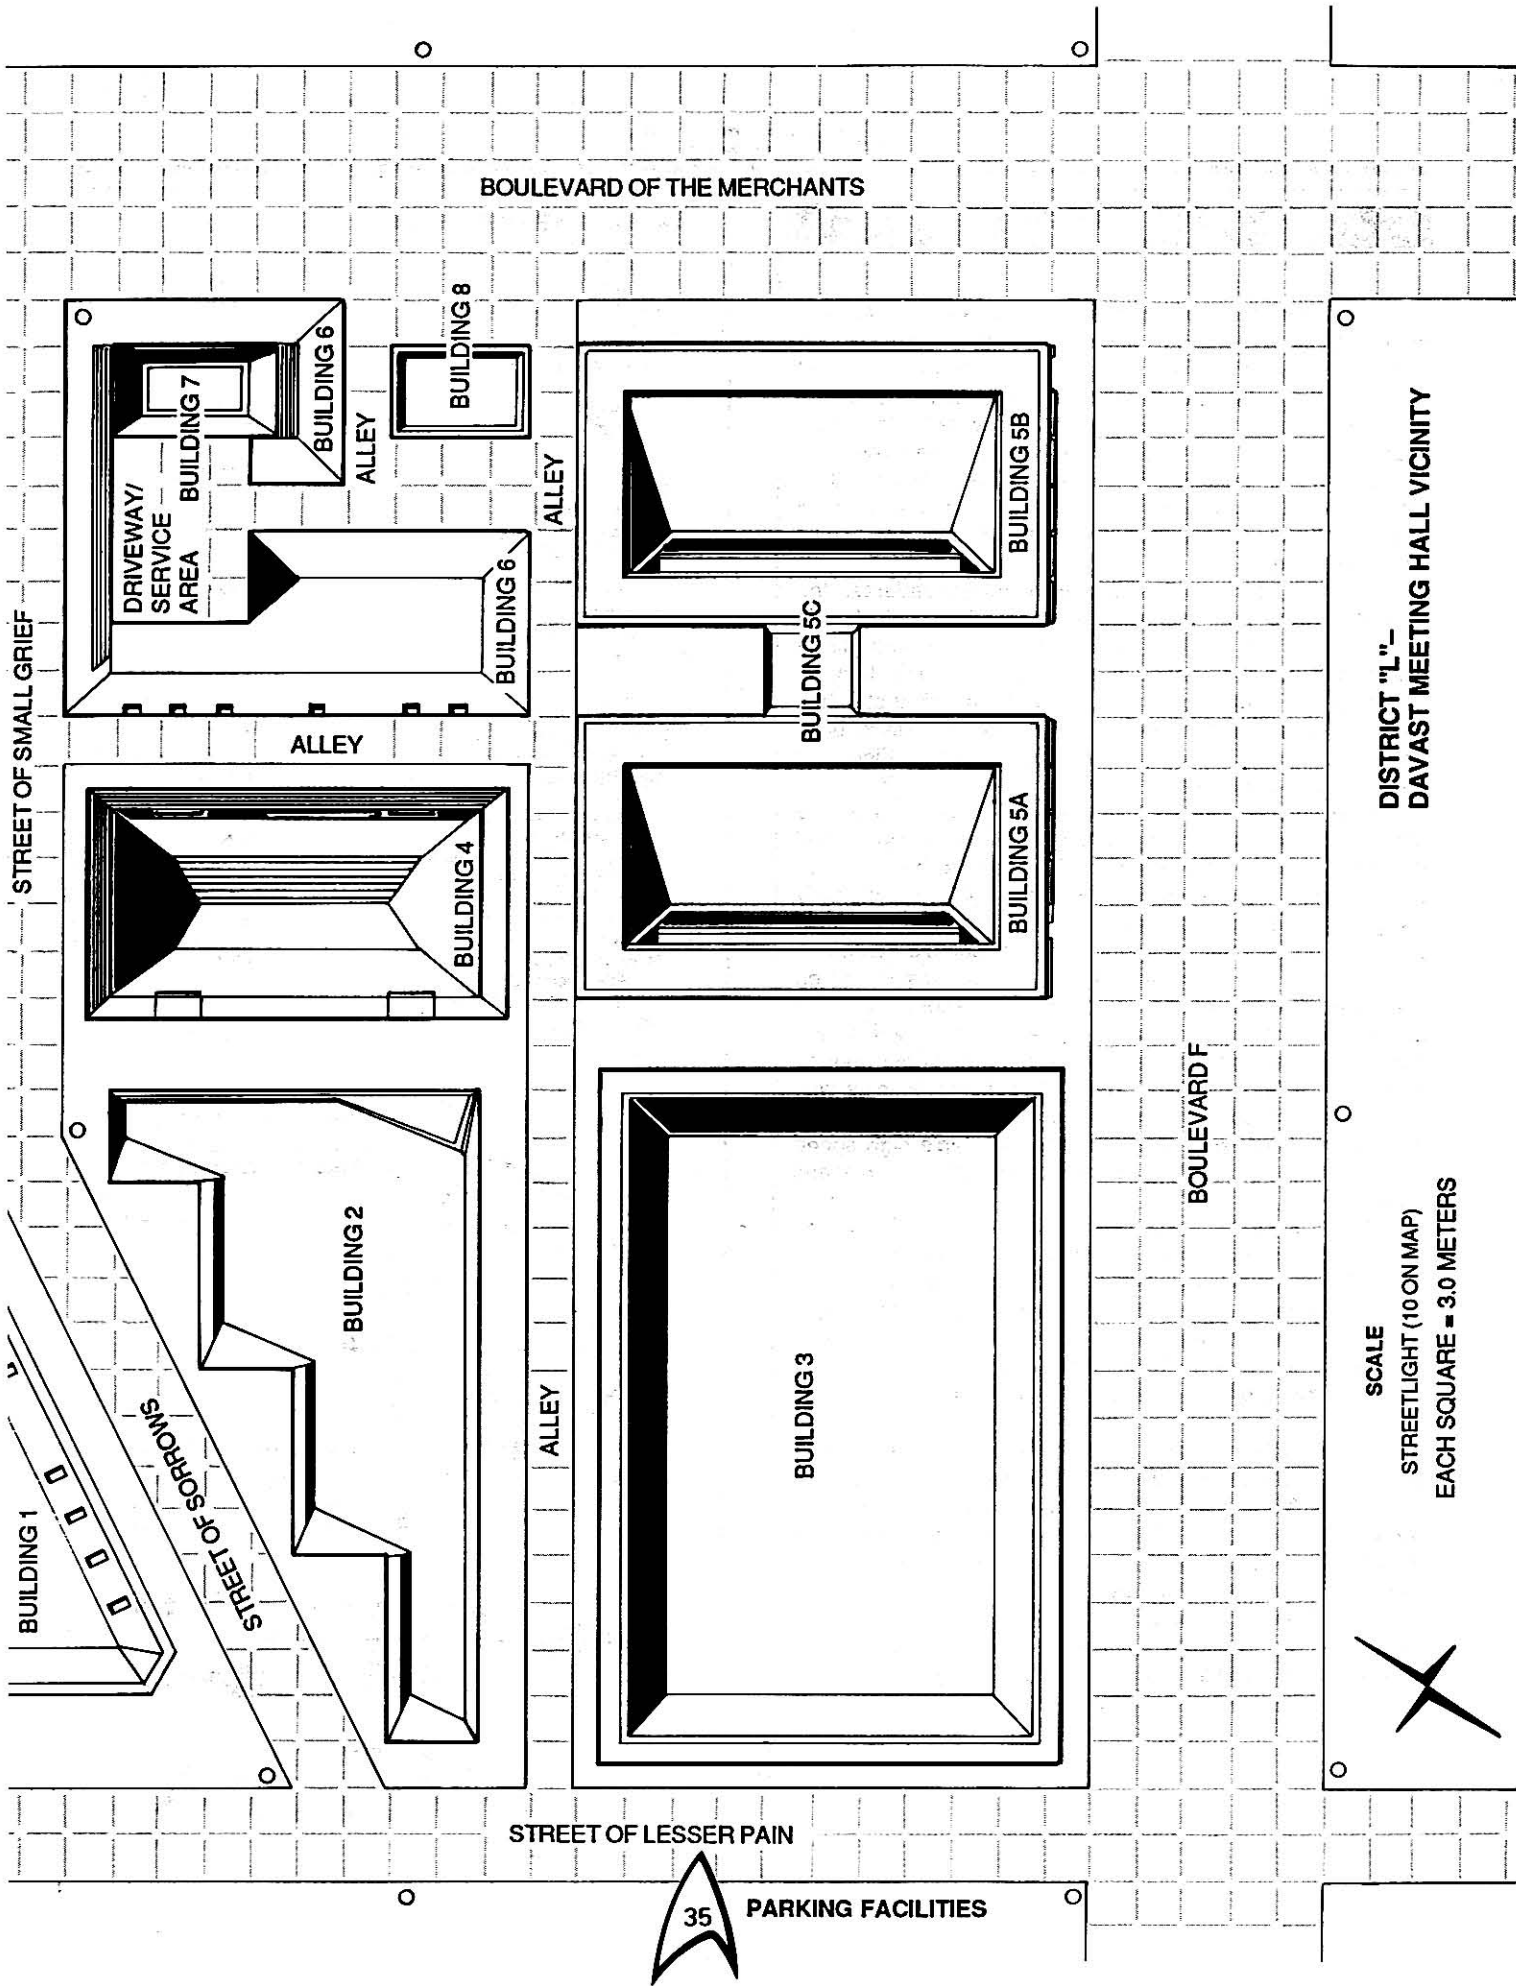 BOULEVARD OF THE MERCHANTS
STREET OF SMALL GRIEF
BUILDING 7
BUILDING 6
BUILDING 8
DRIVEWAY/
SERVICE
AREA
ALLEY
ALLEY
BUILDING 6
BUILDING 5B
BUILDING 5C
ALLEY
BUILDING 4
BUILDING 5A
DISTRICT "L"–
DAVAST MEETING HALL VICINITY
BOULEVARD F
BUILDING 2
BUILDING 3
ALLEY
BUILDING 1
STREET OF SORROWS
SCALE
STREETLIGHT (10 ON MAP)
EACH SQUARE = 3.0 METERS
STREET OF LESSER PAIN
PARKING FACILITIES
35